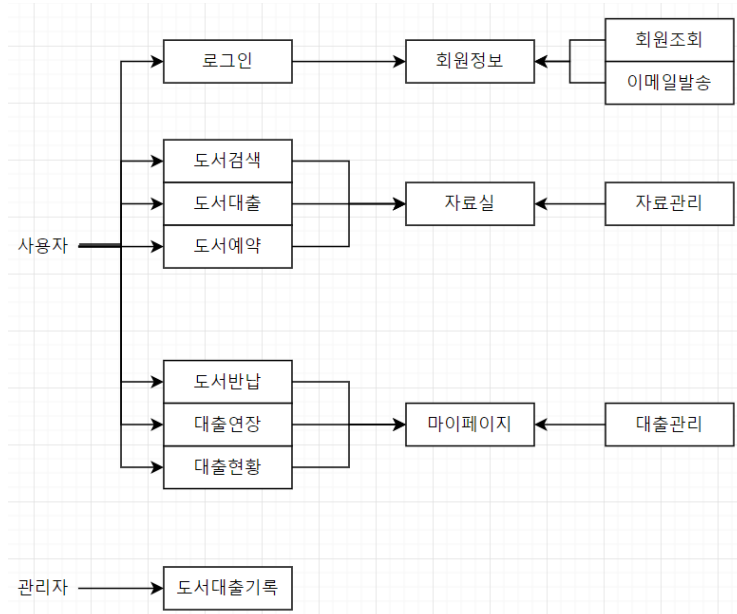 로그인
회원정보
회원조회
이메일발송
도서검색
도서대출
도서예약
자료실
자료관리
사용자
도서반납
대출연장
대출현황
마이페이지
대출관리
관리자
도서대출기록